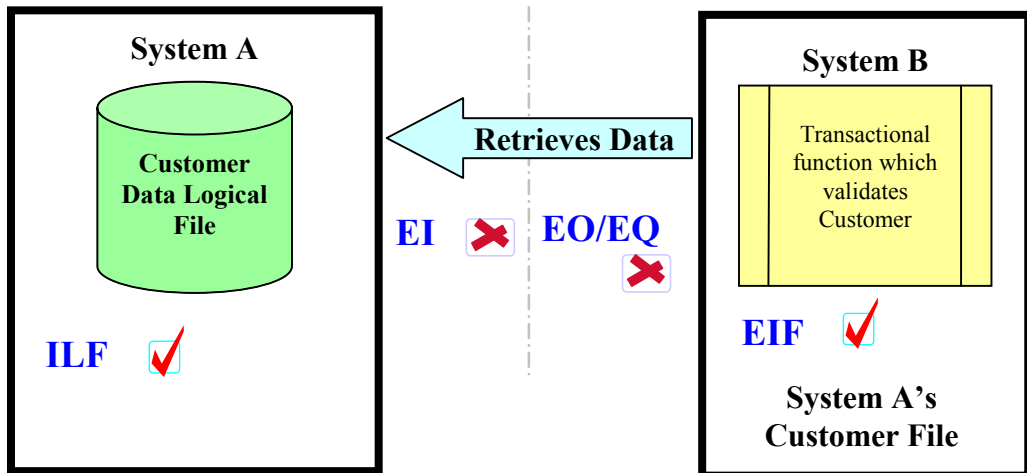 System A
Customer
Data Logical
File
ILF
Retrieves Data
EI
EO/EQ
System B
Transactional
function which
validates
Customer
EIF
System A’s
Customer File